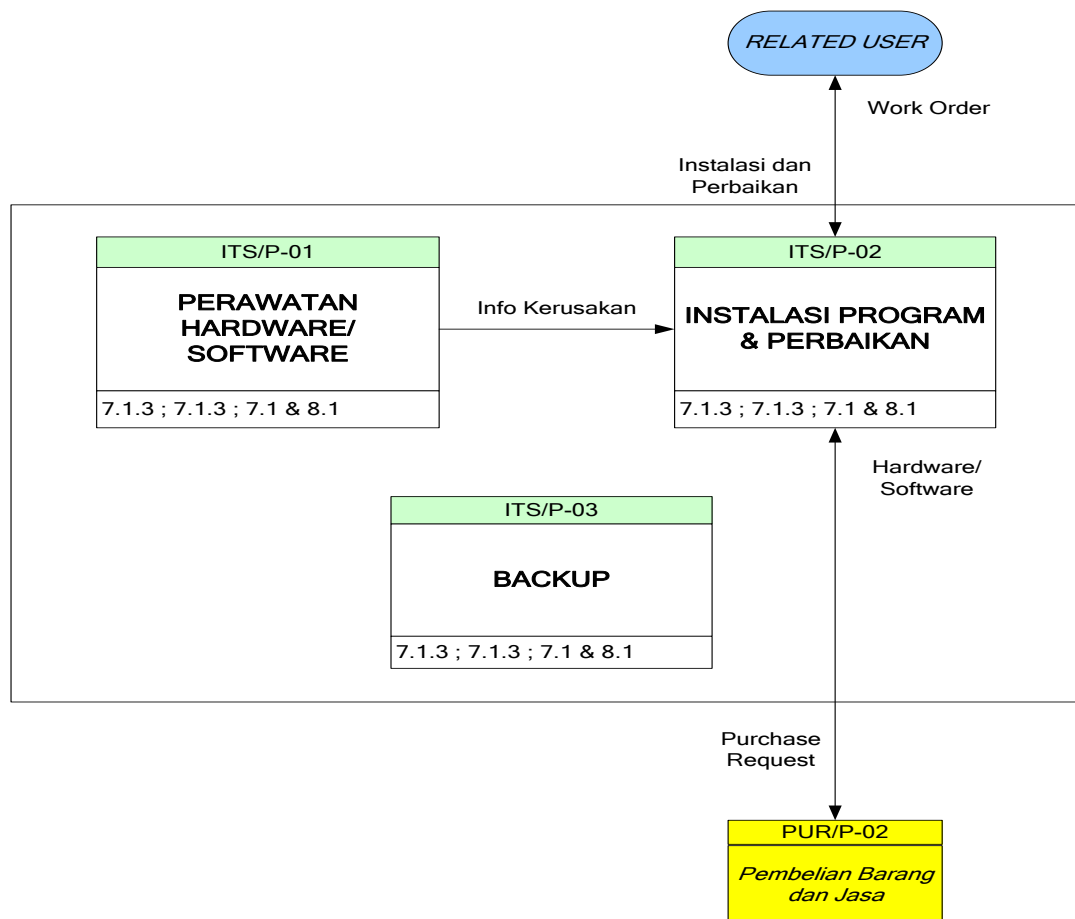 RELATED USER
Work Order
Instalasi dan
Perbaikan
ITS/P-01
PERAWATAN
HARDWARE/
SOFTWARE
7.1.3 ; 7.1.3 ; 7.1 & 8.1
Info Kerusakan
ITS/P-02
INSTALASI PROGRAM
& PERBAIKAN
7.1.3 ; 7.1.3 ; 7.1 & 8.1
Hardware/
Software
ITS/P-03
BACKUP
7.1.3 ; 7.1.3 ; 7.1 & 8.1
Purchase
Request
PUR/P-02
Pembelian Barang
dan Jasa